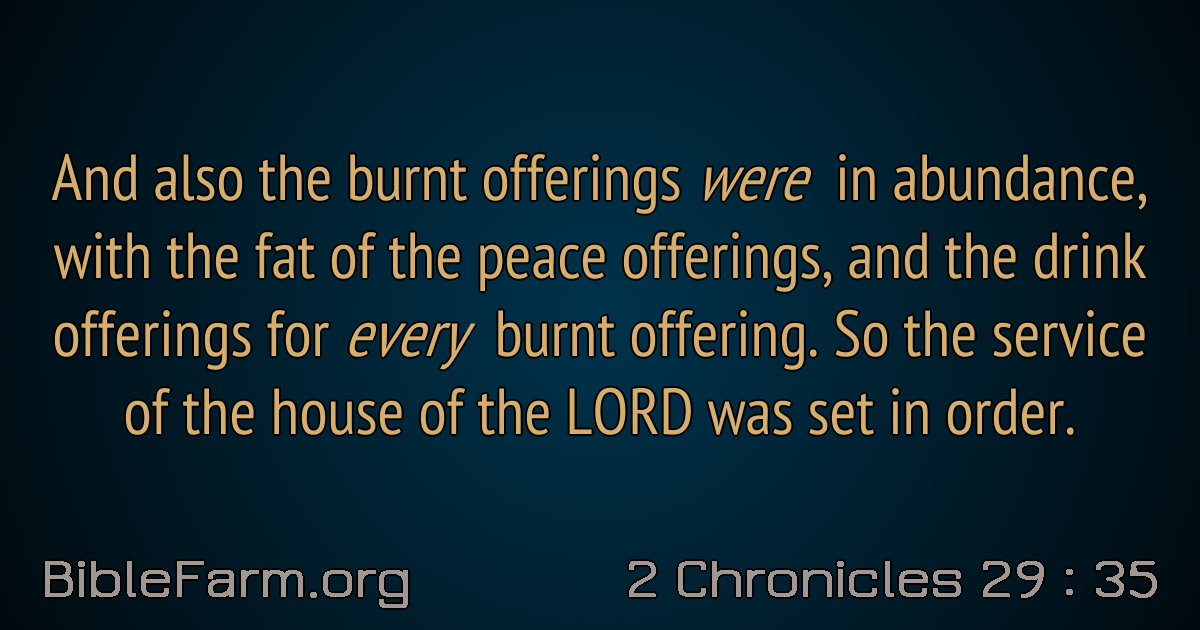 And also the burnt offerings were in abundance,
with the fat of the peace offerings, and the drink
offerings for every burnt offering. So the service
of the house of the LORD was set in order.
BibleFarm.org
2 Chronicles 29 : 35